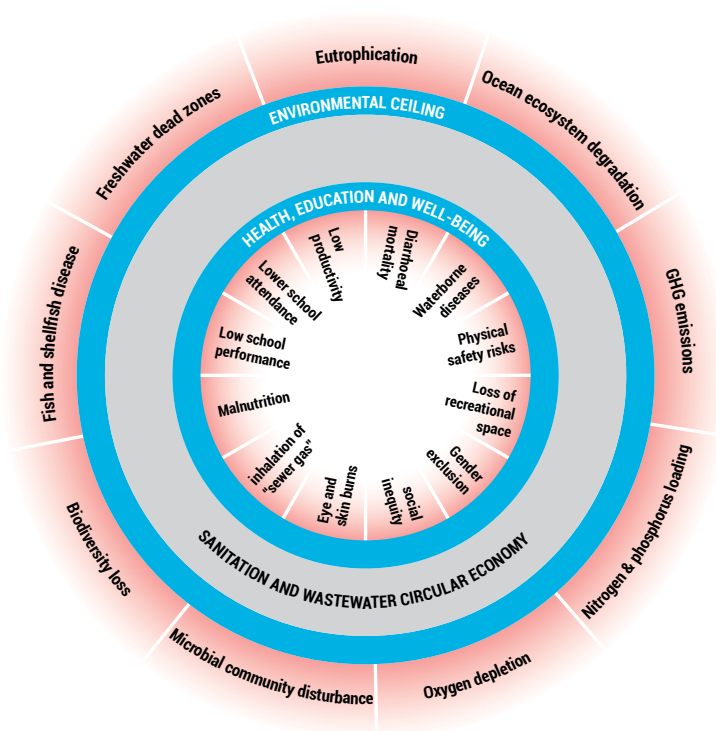 Eutrophication
Ocean ecosystem degradation
GHG emissions
Nitrogen & phosphorus loading
Oxygen depletion
Microbial community disturbance
Biodiversity loss
Fish and shellfish disease
Freshwater dead zones
ENVIRONMENTAL CEILING
HEALTH, EDUCATION AND WELL-BEING
Diarrhoeal
mortality
Waterborne
diseases
Physical
safety risks
Loss of
recreational
space
Gender
exclusion
social
inequity
Eye and
skin burns
inhalation of
"sewer gas"
Malnutrition
Low school
performance
Lower school
attendance
Low
productivity
SANITATION AND WASTEWATER CIRCULAR ECONOMY